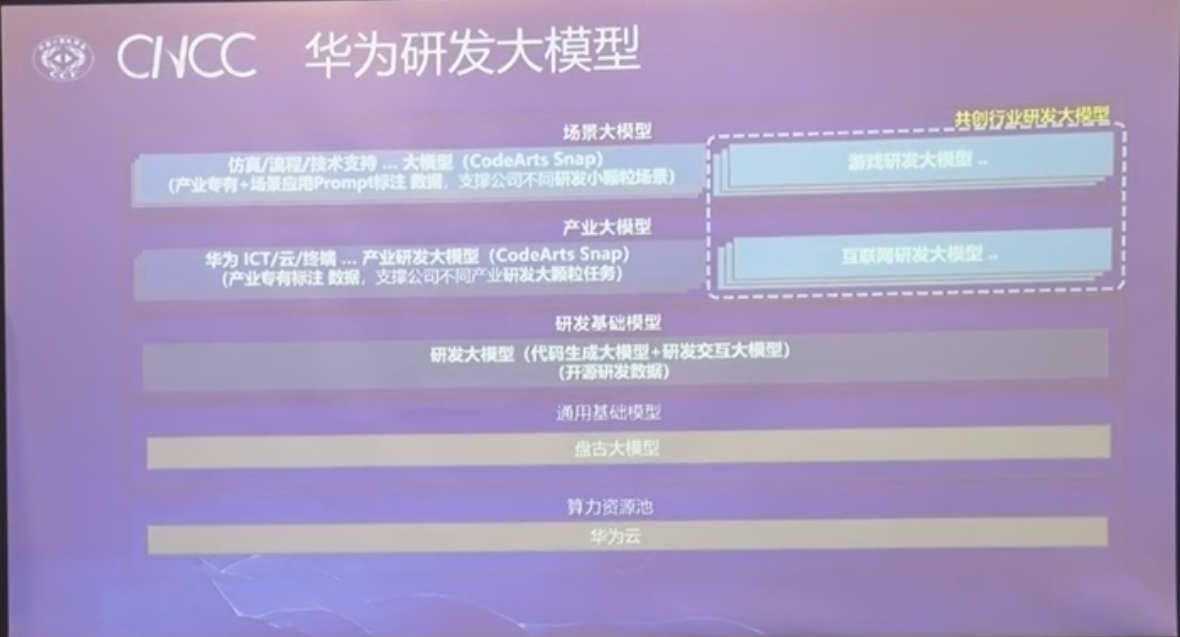 CCF
CNCC
华为研发大模型
共创行业研发大模型
场景大模型
仿真/流程/技术支持 ... 大模型（CodeArts Snap）
（产业专有+场景应用Prompt标注 数据，支撑公司不同研发小颗粒场景）
游戏研发大模型 ..
产业大模型
华为 ICT/云/终端 ... 产业研发大模型（CodeArts Snap）
（产业专有标注 数据，支撑公司不同产业研发大颗粒任务）
互联网研发大模型 ..
研发基础模型
研发大模型（代码生成大模型+研发交互大模型）
（开源研发数据）
通用基础模型
盘古大模型
算力资源池
华为云